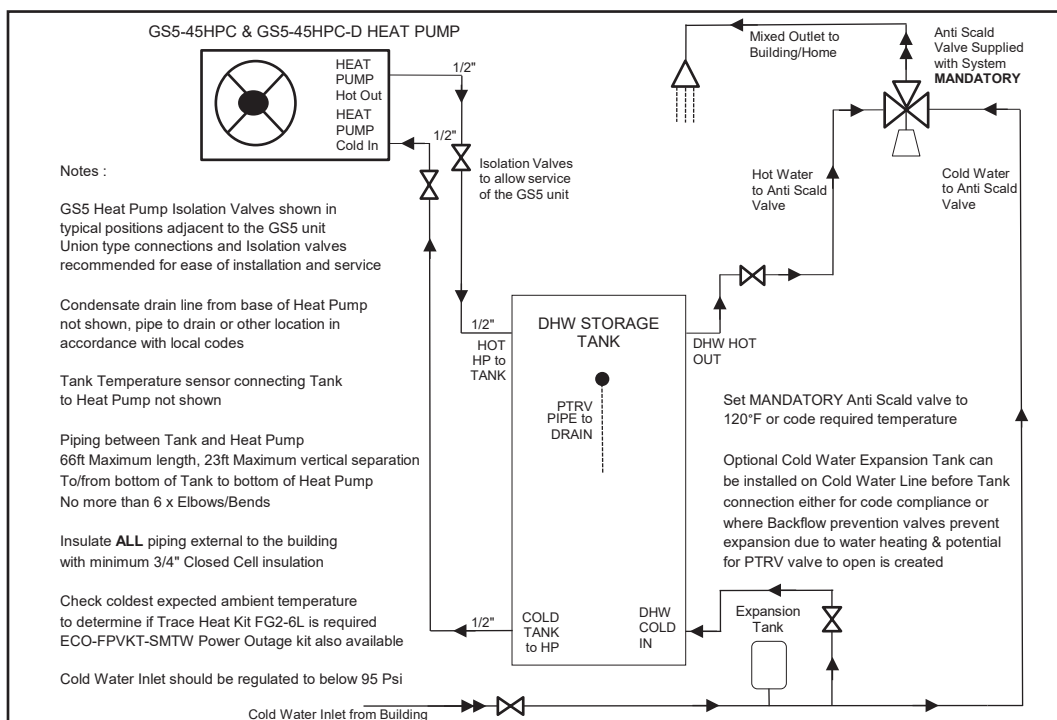 GS5-45HPC & GS5-45HPC-D HEAT PUMP
HEAT
PUMP
Hot Out
HEAT
PUMP
Cold In
1/2"
1/2"
Isolation Valves
to allow service
of the GS5 unit
Mixed Outlet to
Building/Home
Anti Scald
Valve Supplied
with System
MANDATORY
Hot Water
to Anti Scald
Valve
Cold Water
to Anti Scald
Valve
Notes :
GS5 Heat Pump Isolation Valves shown in
typical positions adjacent to the GS5 unit
Union type connections and Isolation valves
recommended for ease of installation and service
Condensate drain line from base of Heat Pump
not shown, pipe to drain or other location in
accordance with local codes
Tank Temperature sensor connecting Tank
to Heat Pump not shown
Piping between Tank and Heat Pump
66ft Maximum length, 23ft Maximum vertical separation
To/from bottom of Tank to bottom of Heat Pump
No more than 6 x Elbows/Bends
Insulate ALL piping external to the building
with minimum 3/4" Closed Cell insulation
Check coldest expected ambient temperature
to determine if Trace Heat Kit FG2-6L is required
ECO-FPVKT-SMTW Power Outage kit also available
Cold Water Inlet should be regulated to below 95 Psi
1/2"
HOT
HP to
TANK
DHW STORAGE
TANK
PTRV
PIPE to
DRAIN
DHW HOT
OUT
Set MANDATORY Anti Scald valve to
120°F or code required temperature
Optional Cold Water Expansion Tank can
be installed on Cold Water Line before Tank
connection either for code compliance or
where Backflow prevention valves prevent
expansion due to water heating & potential
for PTRV valve to open is created
1/2"
COLD
TANK
to HP
DHW
COLD
IN
Expansion
Tank
Cold Water Inlet from Building